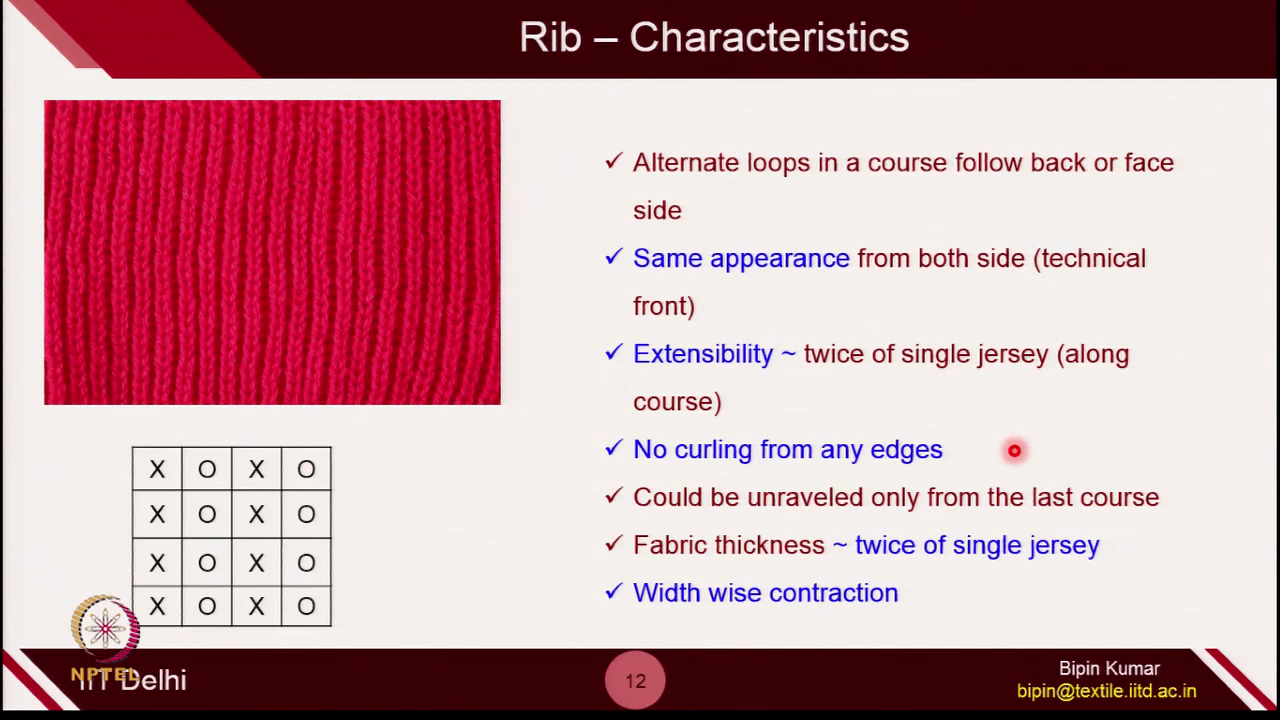 Rib – Characteristics
✓ Alternate loops in a course follow back or face
side
✓ Same appearance from both side (technical
front)
✓ Extensibility ~ twice of single jersey (along
course)
✓ No curling from any edges
✓ Could be unraveled only from the last course
✓ Fabric thickness ~ twice of single jersey
✓ Width wise contraction
X O X O
X O X O
X O X O
X O X O
NPTEL
IIT Delhi
12
Bipin Kumar
bipin@textile.iitd.ac.in